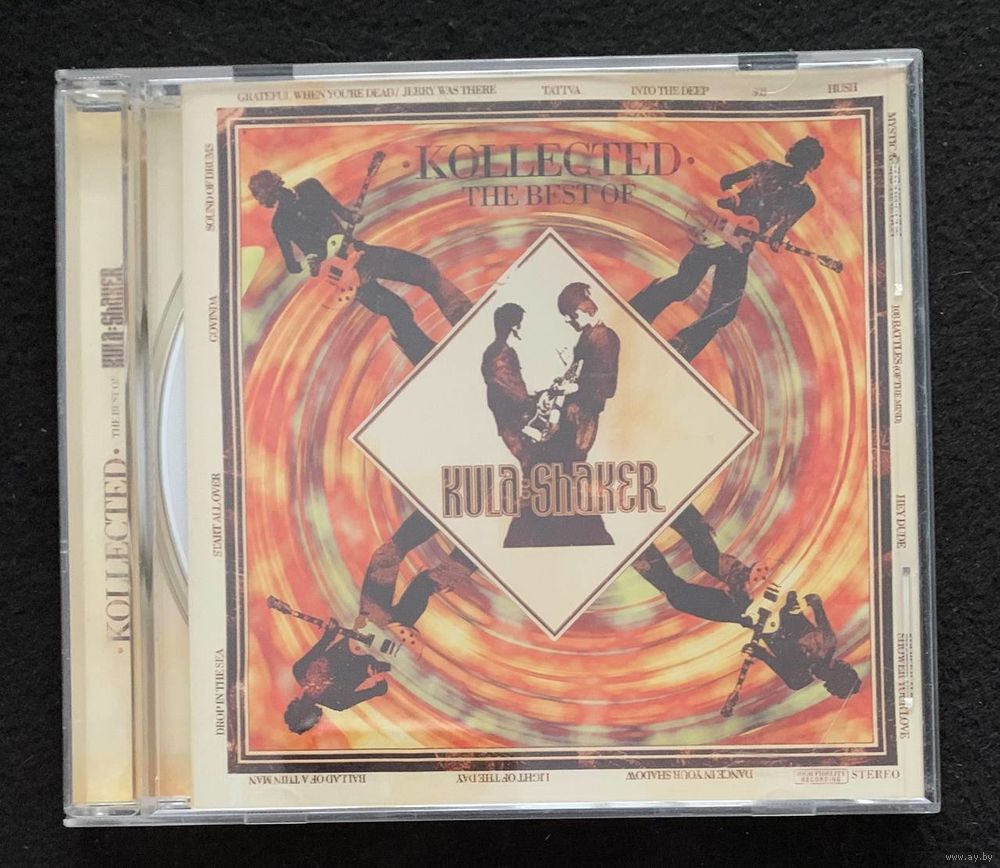 GRATEFUL WHEN YOU'RE DEAD/ JERRY WAS THERE TATTVA INTO THE DEEP 303 HUSH
MYSTIC
108 BATTLES (OF THE MIND)
HEY DUDE
SHOWER YOUR LOVE
SOUND OF DRUMS
GOVINDA
START ALL OVER
DROP IN THE SEA
· KOLLECTED ·
THE BEST OF
KULA SHAKER
BALLAD OF A THIN MAN LIGHT OF THE DAY DANCE IN YOUR SHADOW
HIGH FIDELITY
RECORDING
STEREO
· KOLLECTED · THE BEST OF KULA SHAKER
www.ay.by